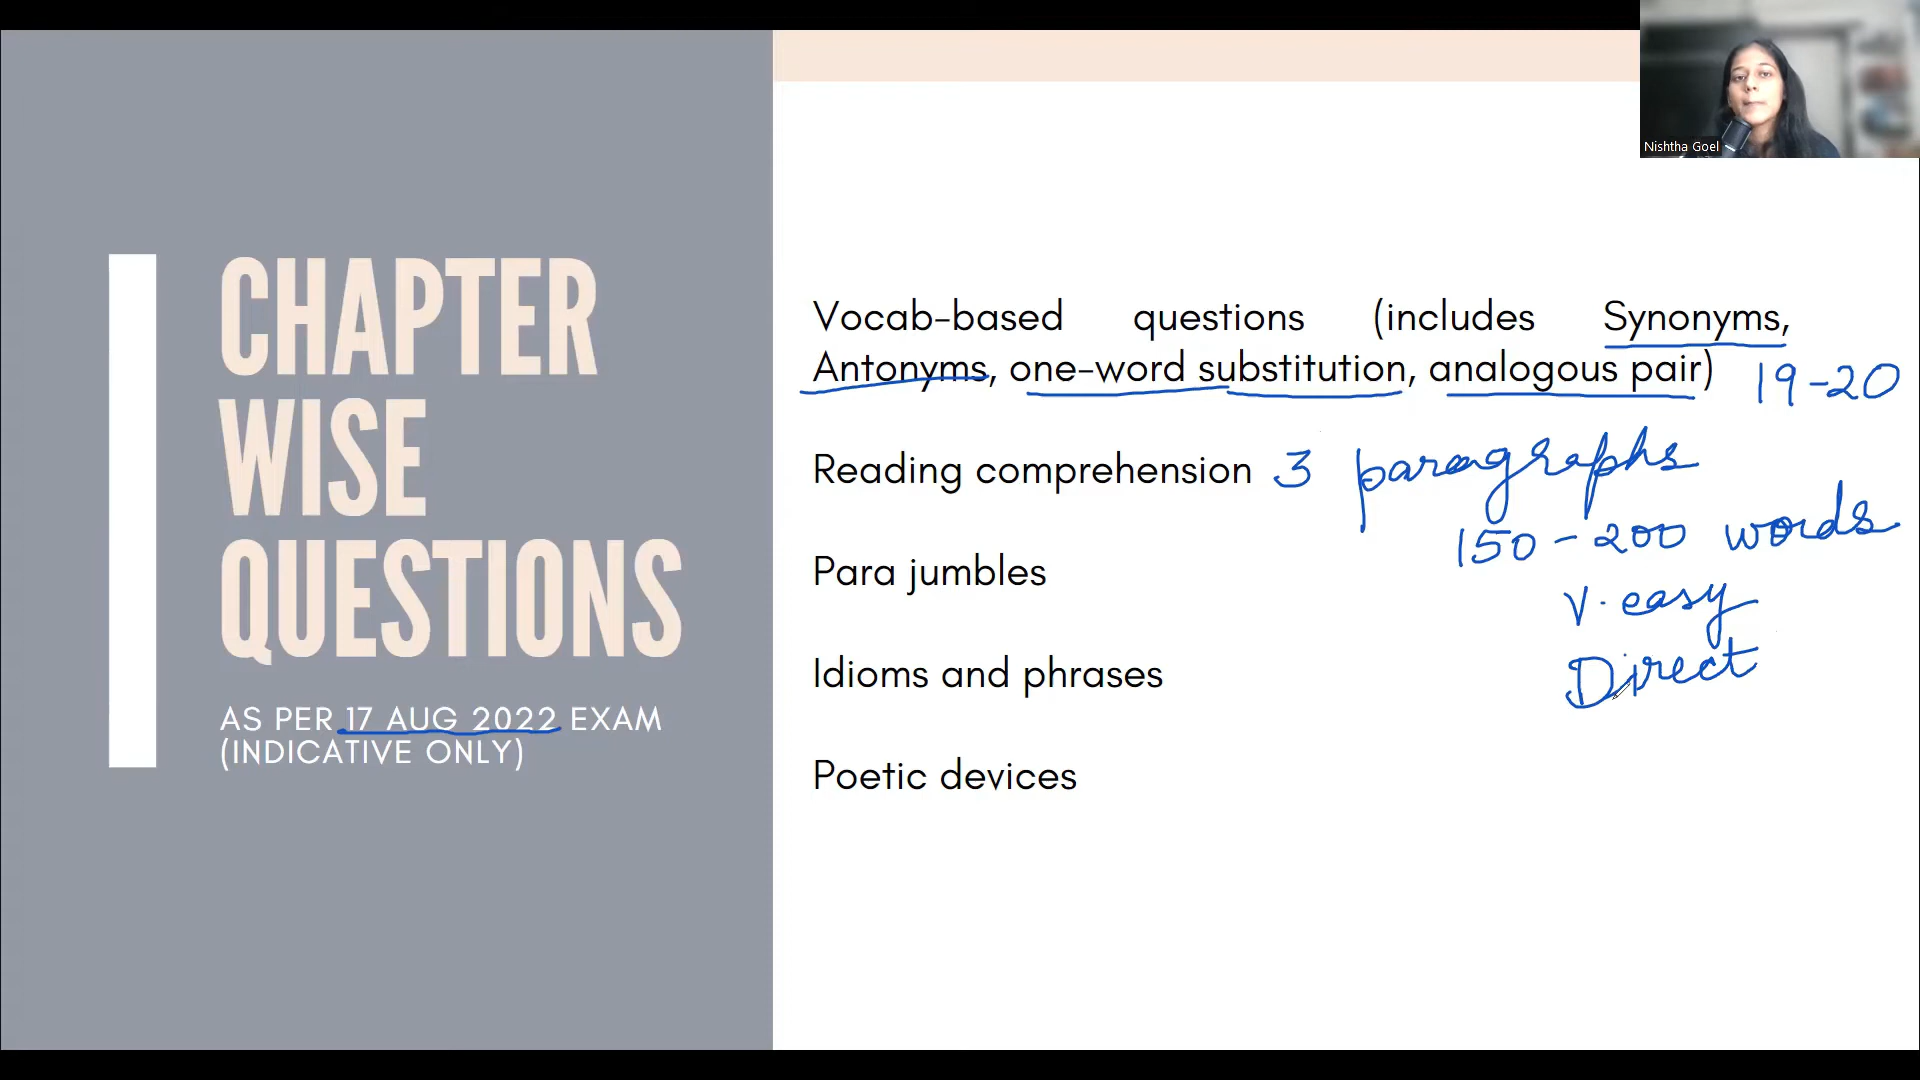 Nishtha Goel
CHAPTER
WISE
QUESTIONS
AS PER 17 AUG 2022 EXAM
(INDICATIVE ONLY)
Vocab-based questions (includes Synonyms,
Antonyms, one-word substitution, analogous pair) 19-20
Reading comprehension 3 paragraphs
150-200 words
Para jumbles
V. easy
Idioms and phrases
Direct
Poetic devices